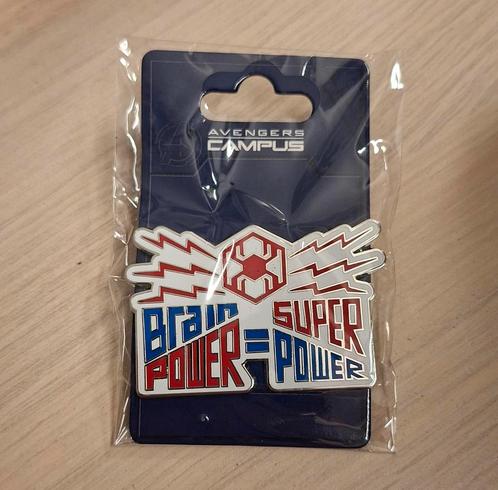 AVENGERS
CAMPUS
Brain SUPER
POWER = POWER